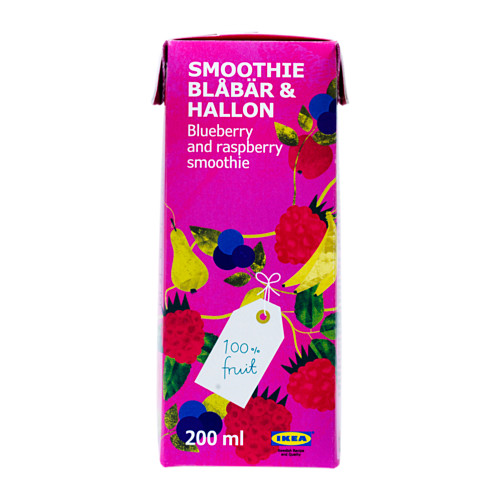 SMOOTHIE
BLÅBÄR &
HALLON
Blueberry
and raspberry
smoothie
100%
fruit
200 ml
IKEA